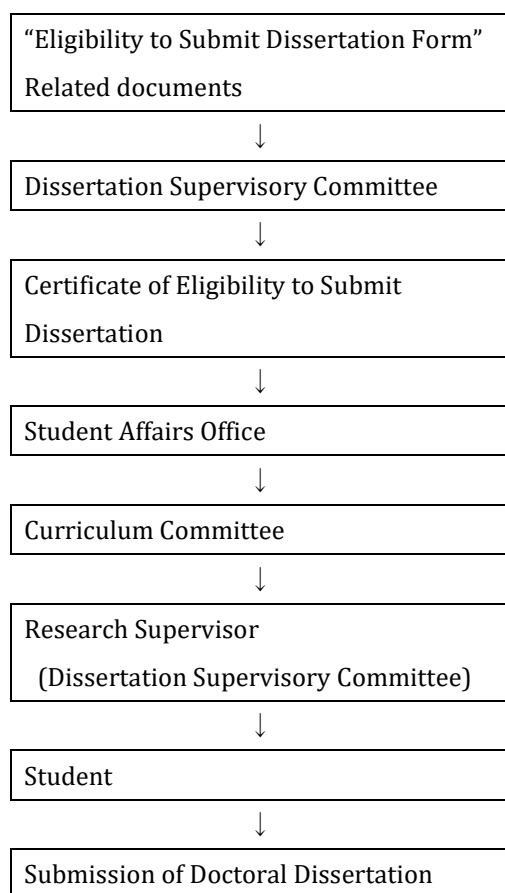 “Eligibility to Submit Dissertation Form”
Related documents
↓
Dissertation Supervisory Committee
↓
Certificate of Eligibility to Submit
Dissertation
↓
Student Affairs Office
↓
Curriculum Committee
↓
Research Supervisor
(Dissertation Supervisory Committee)
↓
Student
↓
Submission of Doctoral Dissertation